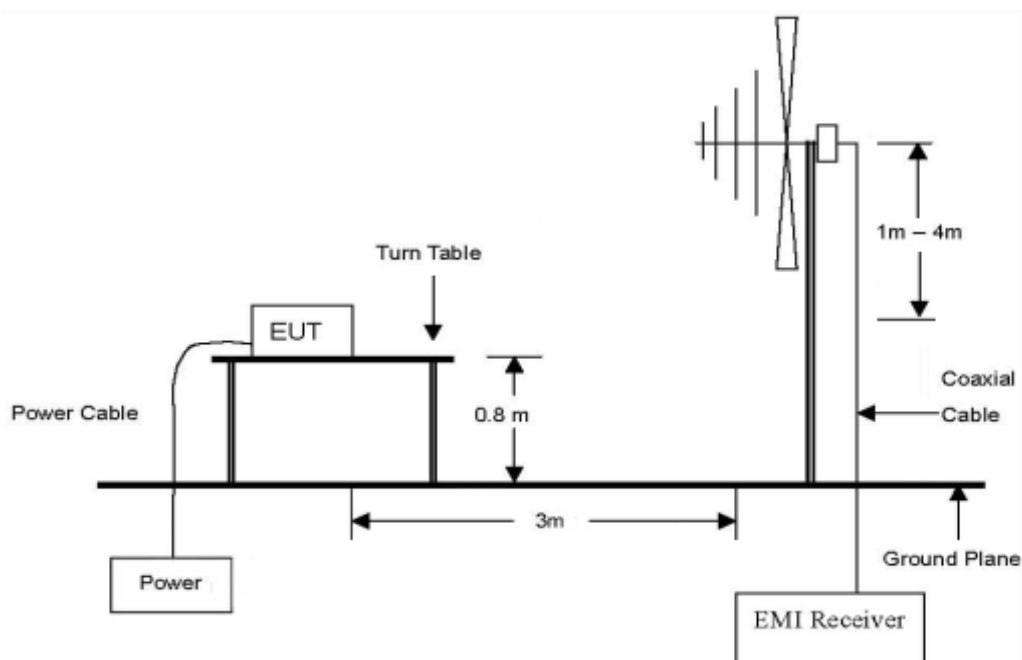 1m – 4m
Turn Table
EUT
Coaxial
Cable
Power Cable
0.8 m
3m
Ground Plane
Power
EMI Receiver